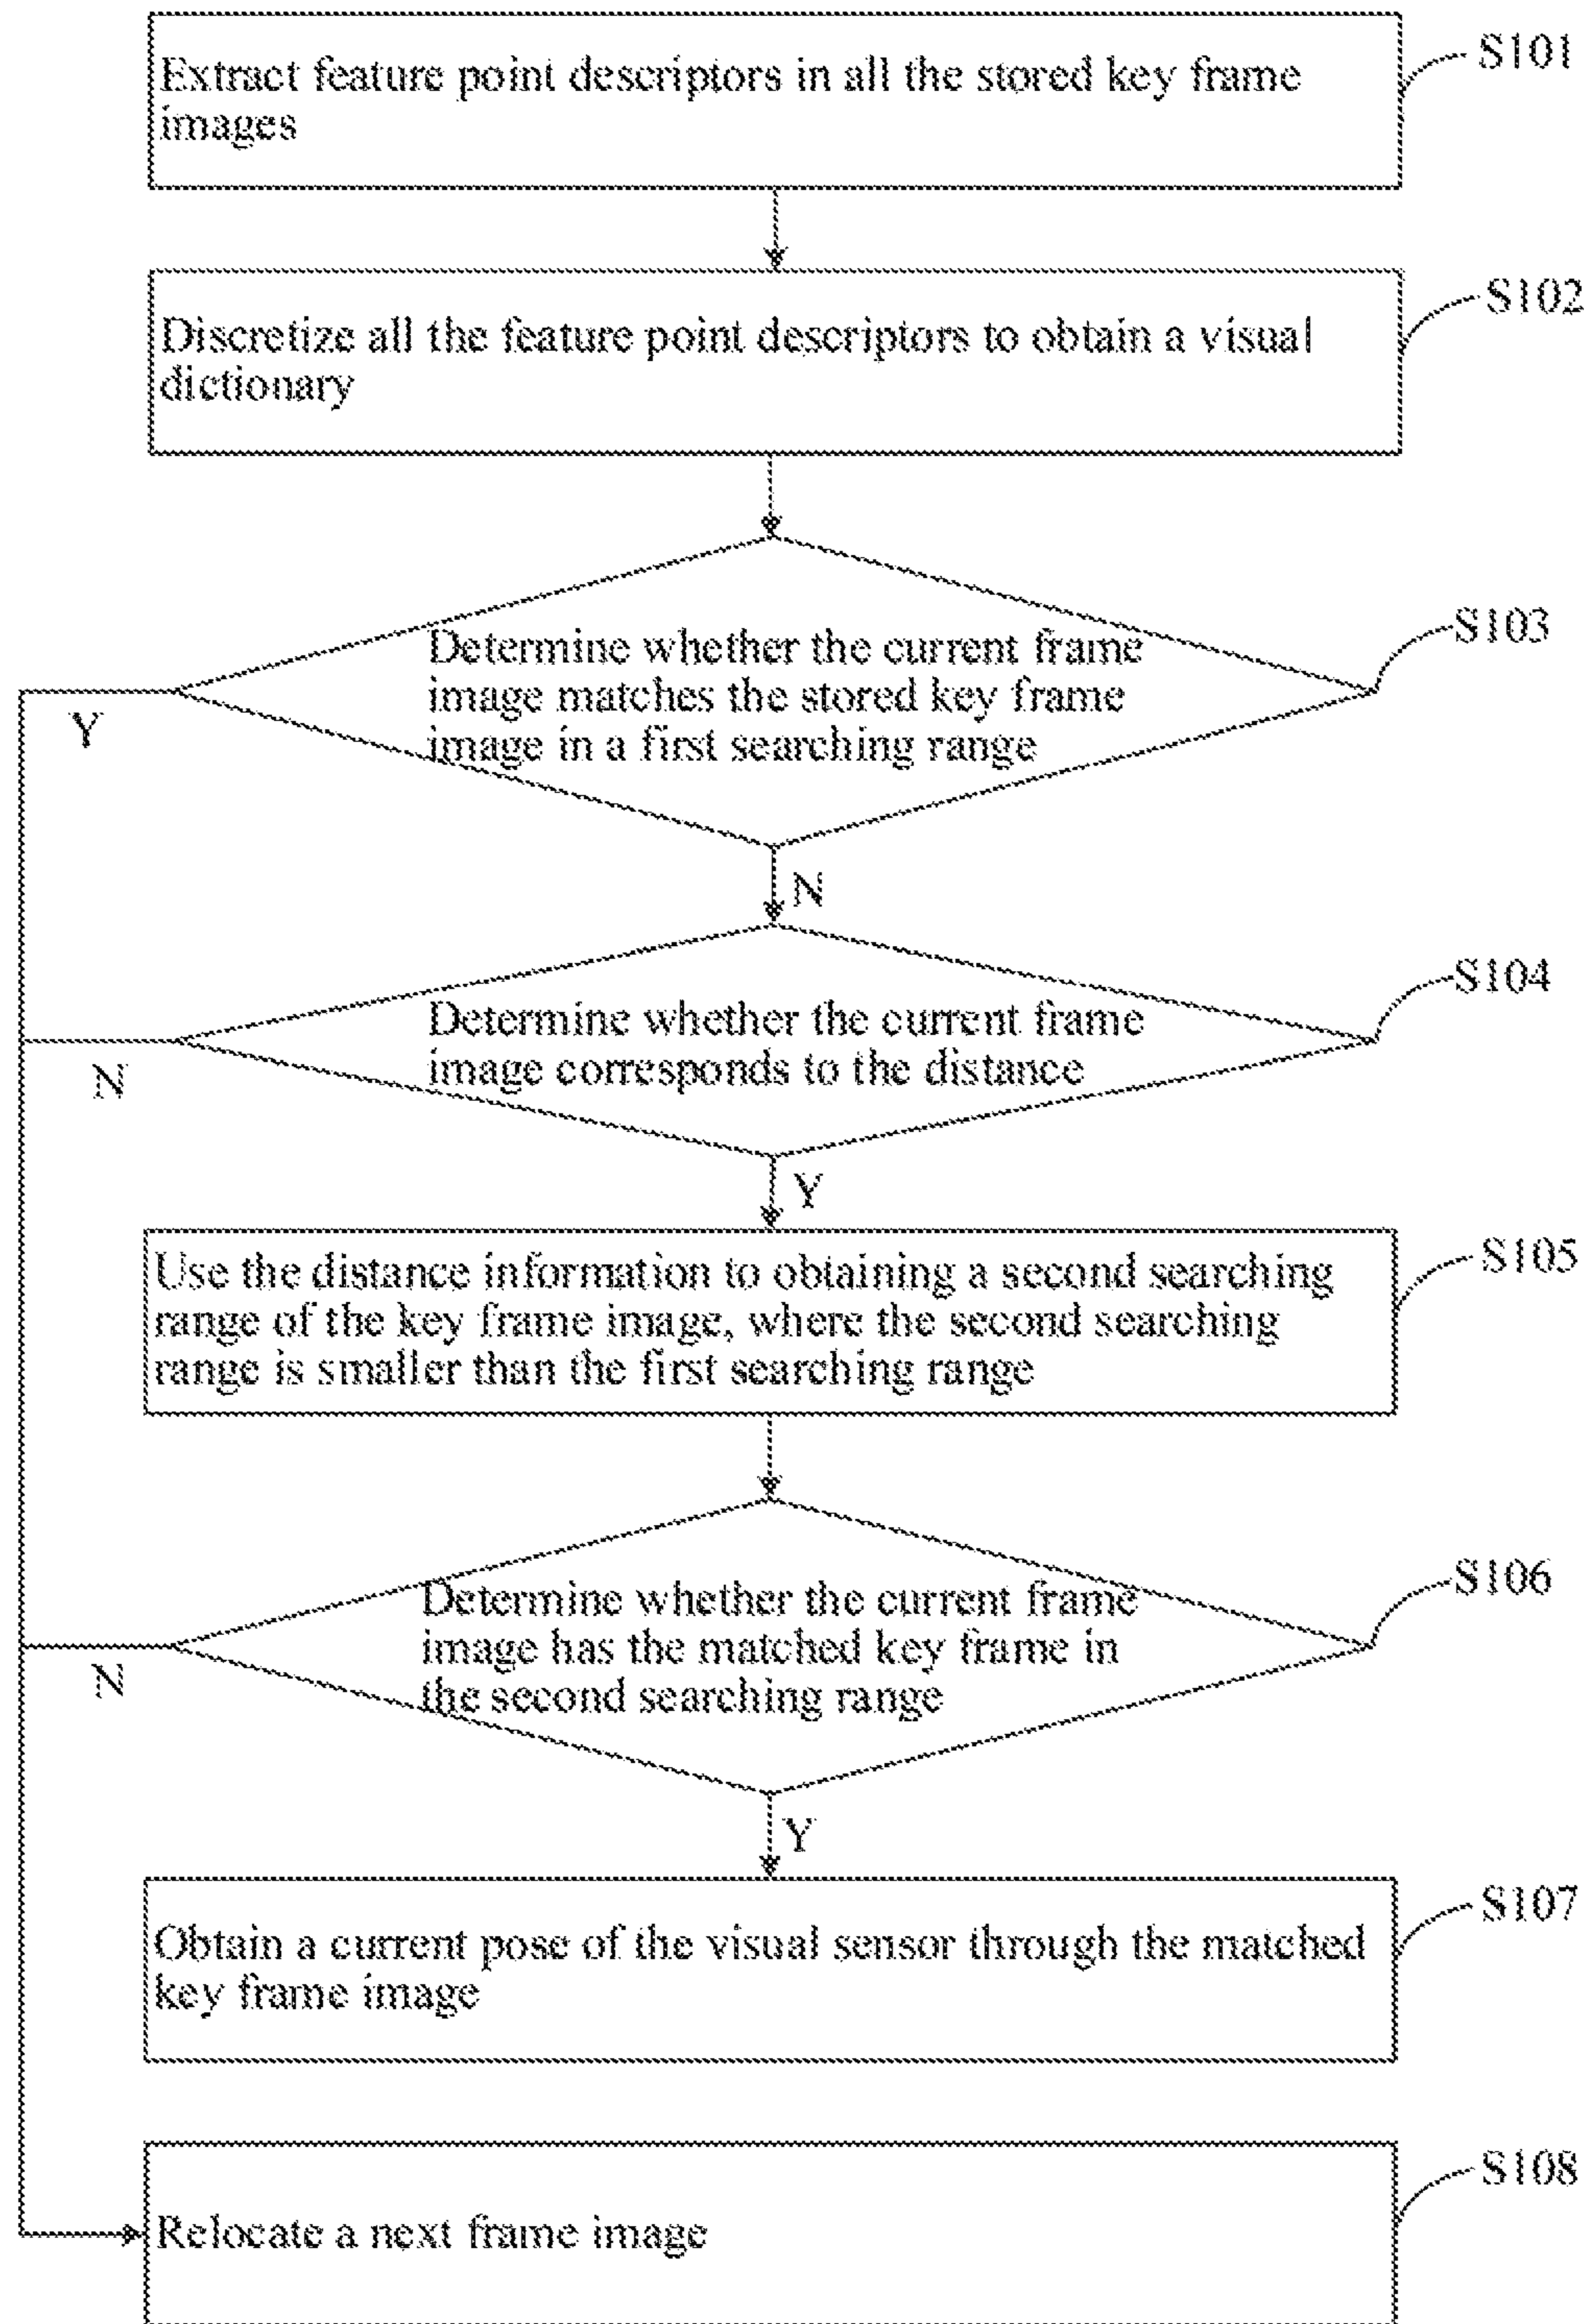 Extract feature point descriptors in all the stored key frame
images
S101
Discretize all the feature point descriptors to obtain a visual
dictionary
S102
Determine whether the current frame
image matches the stored key frame
image in a first searching range
S103
Y
N
Determine whether the current frame
image corresponds to the distance
S104
N
Y
Use the distance information to obtaining a second searching
range of the key frame image, where the second searching
range is smaller than the first searching range
S105
Determine whether the current frame
image has the matched key frame in
the second searching range
S106
N
Y
Obtain a current pose of the visual sensor through the matched
key frame image
S107
Relocate a next frame image
S108